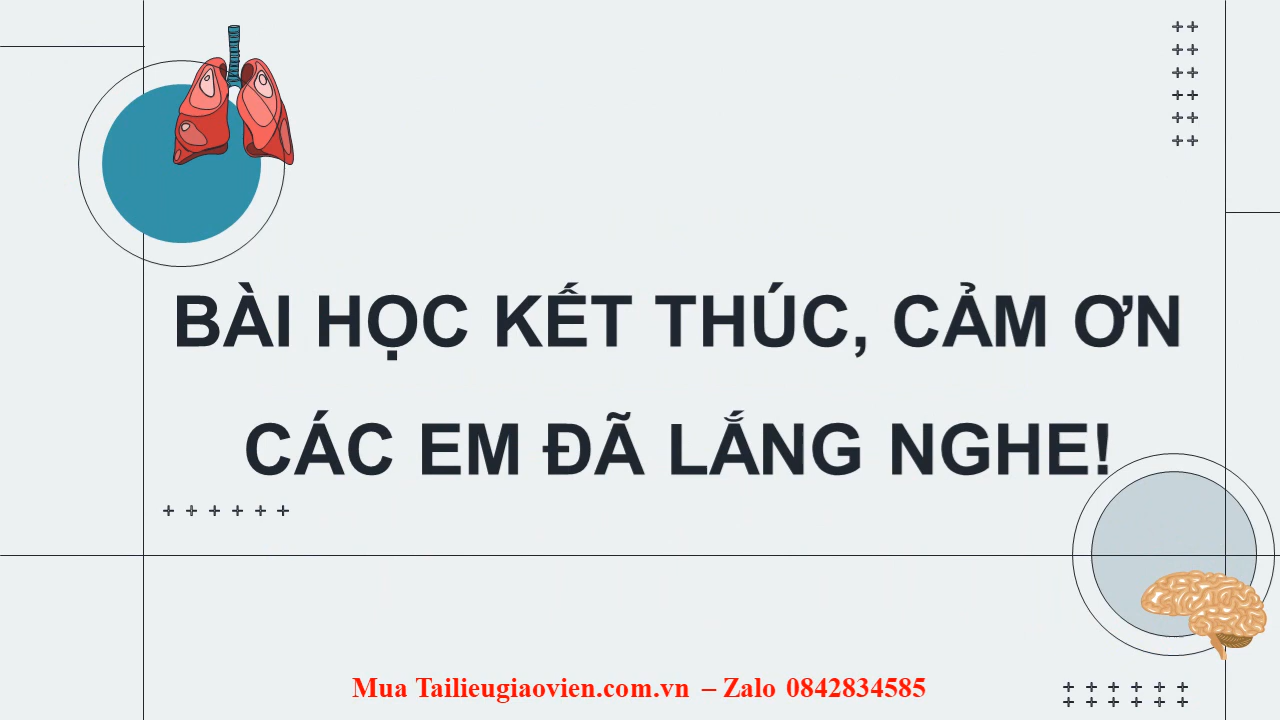 BÀI HỌC KẾT THÚC, CẢM ƠN
CÁC EM ĐÃ LẮNG NGHE!
Mua Tailieugiaovien.com.vn – Zalo 0842834585